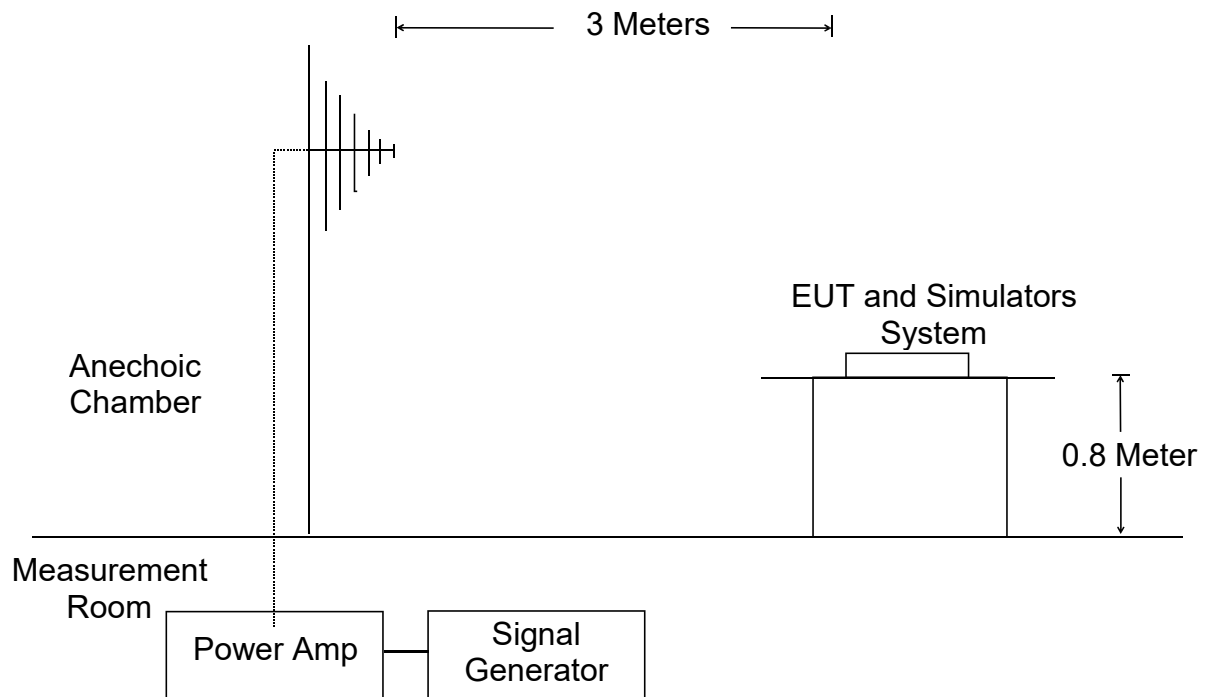 3 Meters
EUT and Simulators
System
Anechoic
Chamber
0.8 Meter
Measurement
Room
Power Amp
Signal
Generator